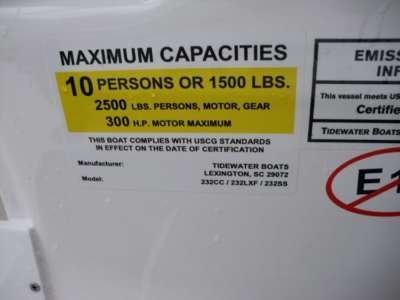 MAXIMUM CAPACITIES
10 PERSONS OR 1500 LBS.
2500 LBS. PERSONS, MOTOR, GEAR
300 H.P. MOTOR MAXIMUM
THIS BOAT COMPLIES WITH USCG STANDARDS
IN EFFECT ON THE DATE OF CERTIFICATION
Manufacturer: TIDEWATER BOATS
LEXINGTON, SC 29072
Model: 232CC / 232LXF / 232SS
EMISS
INF
This vessel meets US
Certifie
TIDEWATER BOATS
E1